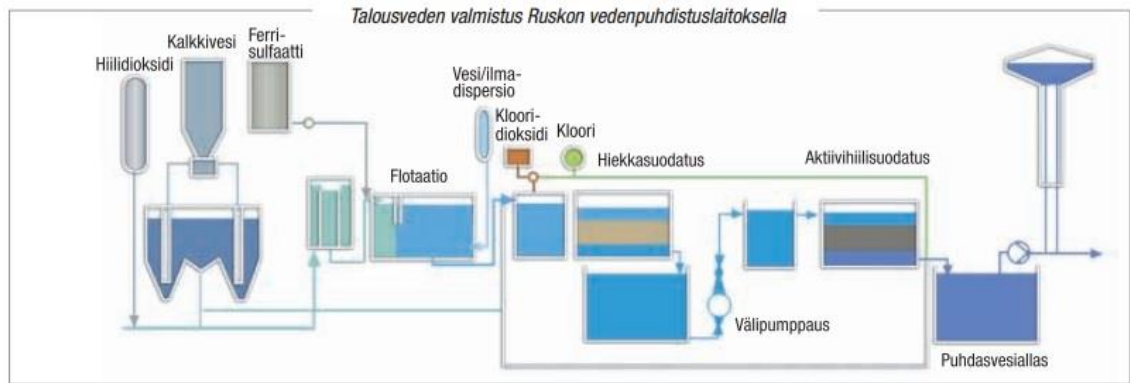 Talousveden valmistus Ruskon vedenpuhdistuslaitoksella
Hiilidioksidi
Kalkkivesi
Ferri-
sulfaatti
Vesi/ilma-
dispersio
Kloori-
dioksidi
Kloori
Hiekkasuodatus
Aktiivihiilisuodatus
Flotaatio
Välipumppaus
Puhdasvesiallas